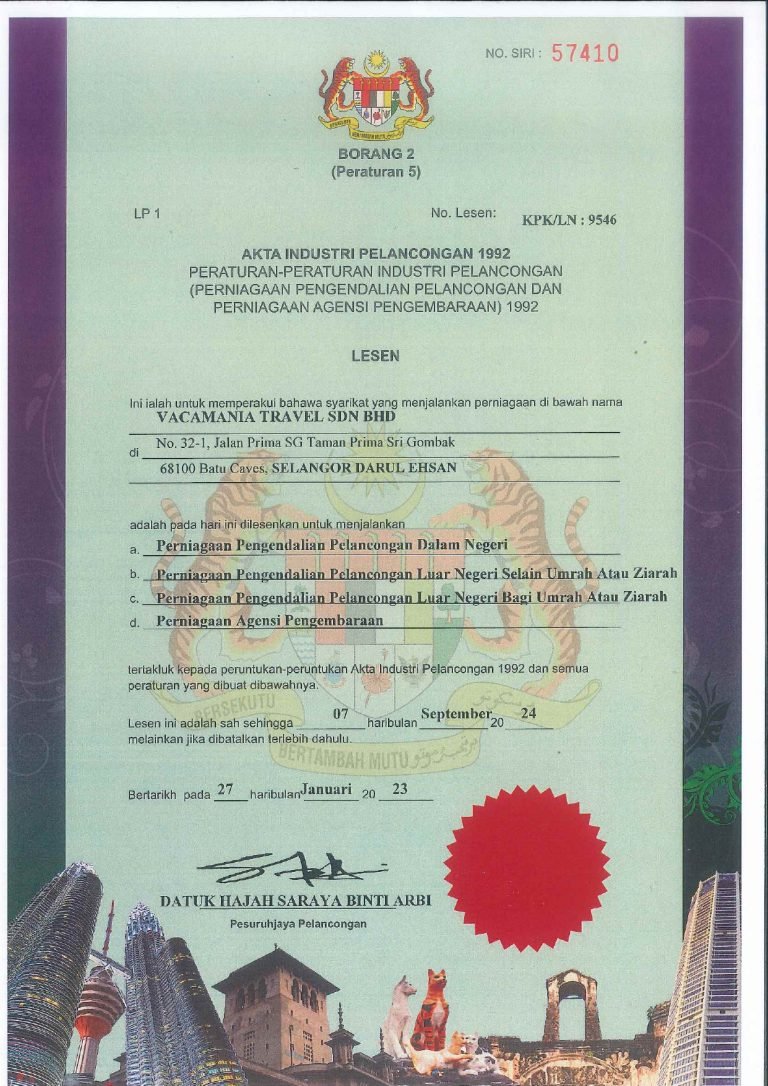 NO. SIRI : 57410
BORANG 2
(Peraturan 5)
LP 1
No. Lesen: KPK/LN : 9546
AKTA INDUSTRI PELANCONGAN 1992
PERATURAN-PERATURAN INDUSTRI PELANCONGAN
(PERNIAGAAN PENGENDALIAN PELANCONGAN DAN
PERNIAGAAN AGENSI PENGEMBARAAN) 1992
LESEN
Ini ialah untuk memperakui bahawa syarikat yang menjalankan perniagaan di bawah nama
VACAMANIA TRAVEL SDN BHD
di No. 32-1, Jalan Prima SG Taman Prima Sri Gombak
68100 Batu Caves, SELANGOR DARUL EHSAN
adalah pada hari ini dilesenkan untuk menjalankan
a. Perniagaan Pengendalian Pelancongan Dalam Negeri
b. Perniagaan Pengendalian Pelancongan Luar Negeri Selain Umrah Atau Ziarah
c. Perniagaan Pengendalian Pelancongan Luar Negeri Bagi Umrah Atau Ziarah
d. Perniagaan Agensi Pengembaraan
tertakluk kepada peruntukan-peruntukan Akta Industri Pelancongan 1992 dan semua
peraturan yang dibuat dibawahnya.
BERSEKUTU
Lesen ini adalah sah sehingga 07 haribulan September 20 24
melainkan jika dibatalkan terlebih dahulu.
BERTAMBAH MUTU
Bertarikh pada 27 haribulan Januari 20 23
DATUK HAJAH SARAYA BINTI ARBI
Pesuruhjaya Pelancongan